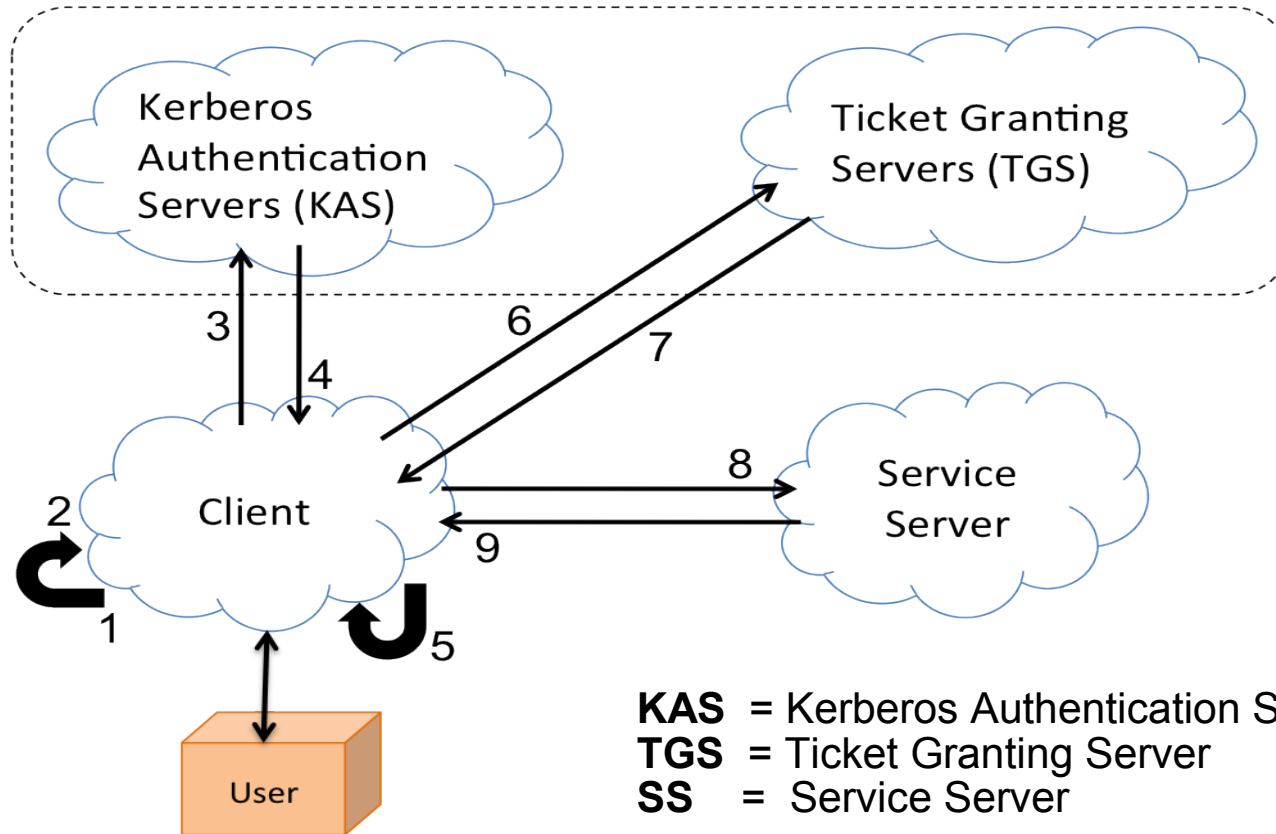 Kerberos
Authentication
Servers (KAS)
Ticket Granting
Servers (TGS)
3
4
6
7
Client
8
9
Service
Server
2
1
5
User
KAS = Kerberos Authentication S
TGS = Ticket Granting Server
SS = Service Server